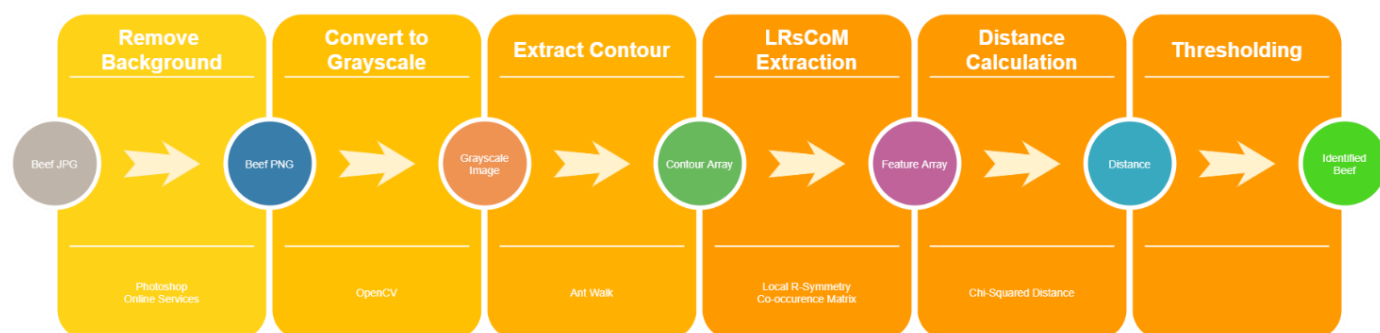 Remove
Background
Convert to
Grayscale
Extract Contour
LRsCoM
Extraction
Distance
Calculation
Thresholding
Beef JPG
Beef PNG
Grayscale
Image
Contour Array
Feature Array
Distance
Identified
Beef
Photoshop
Online Services
OpenCV
Ant Walk
Local R-Symmetry
Co-occurence Matrix
Chi-Squared Distance